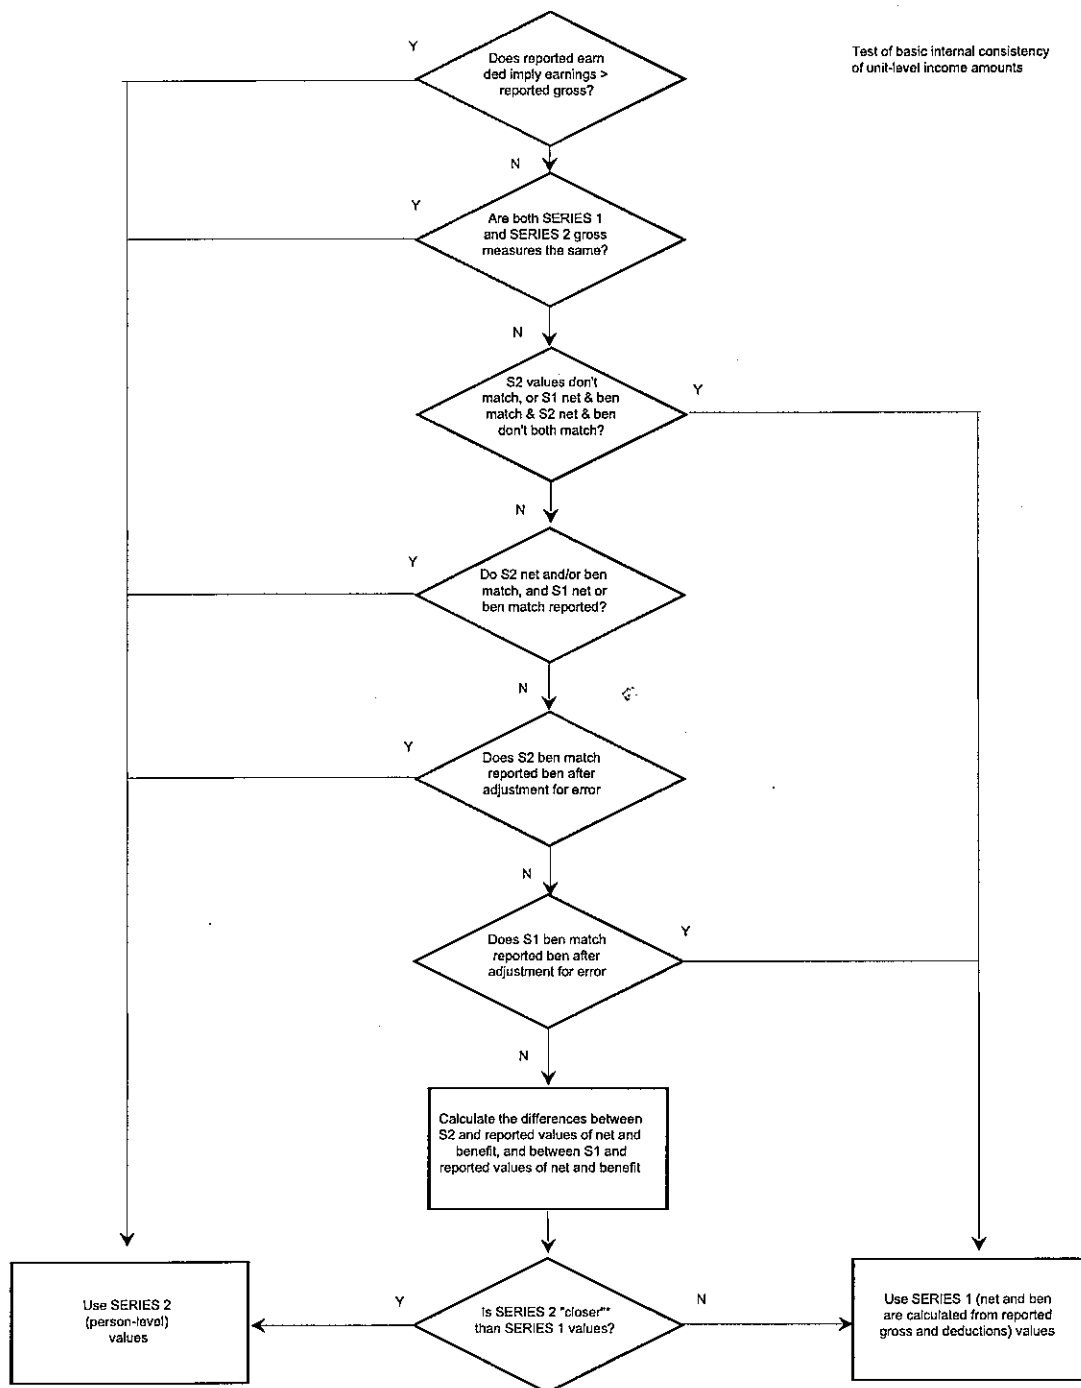 Test of basic internal consistency
of unit-level income amounts
Y
Does reported earn
ded imply earnings >
reported gross?
N
Y
Are both SERIES 1
and SERIES 2 gross
measures the same?
N
S2 values don't
match, or S1 net & ben
match & S2 net & ben
don't both match?
Y
N
Y
Do S2 net and/or ben
match, and S1 net or
ben match reported?
N
Y
Does S2 ben match
reported ben after
adjustment for error
N
Does S1 ben match
reported ben after
adjustment for error
Y
N
Calculate the differences between
S2 and reported values of net and
benefit, and between S1 and
reported values of net and benefit
Use SERIES 2
(person-level)
values
Y
Is SERIES 2 "closer"*
than SERIES 1 values?
N
Use SERIES 1 (net and ben
are calculated from reported
gross and deductions) values